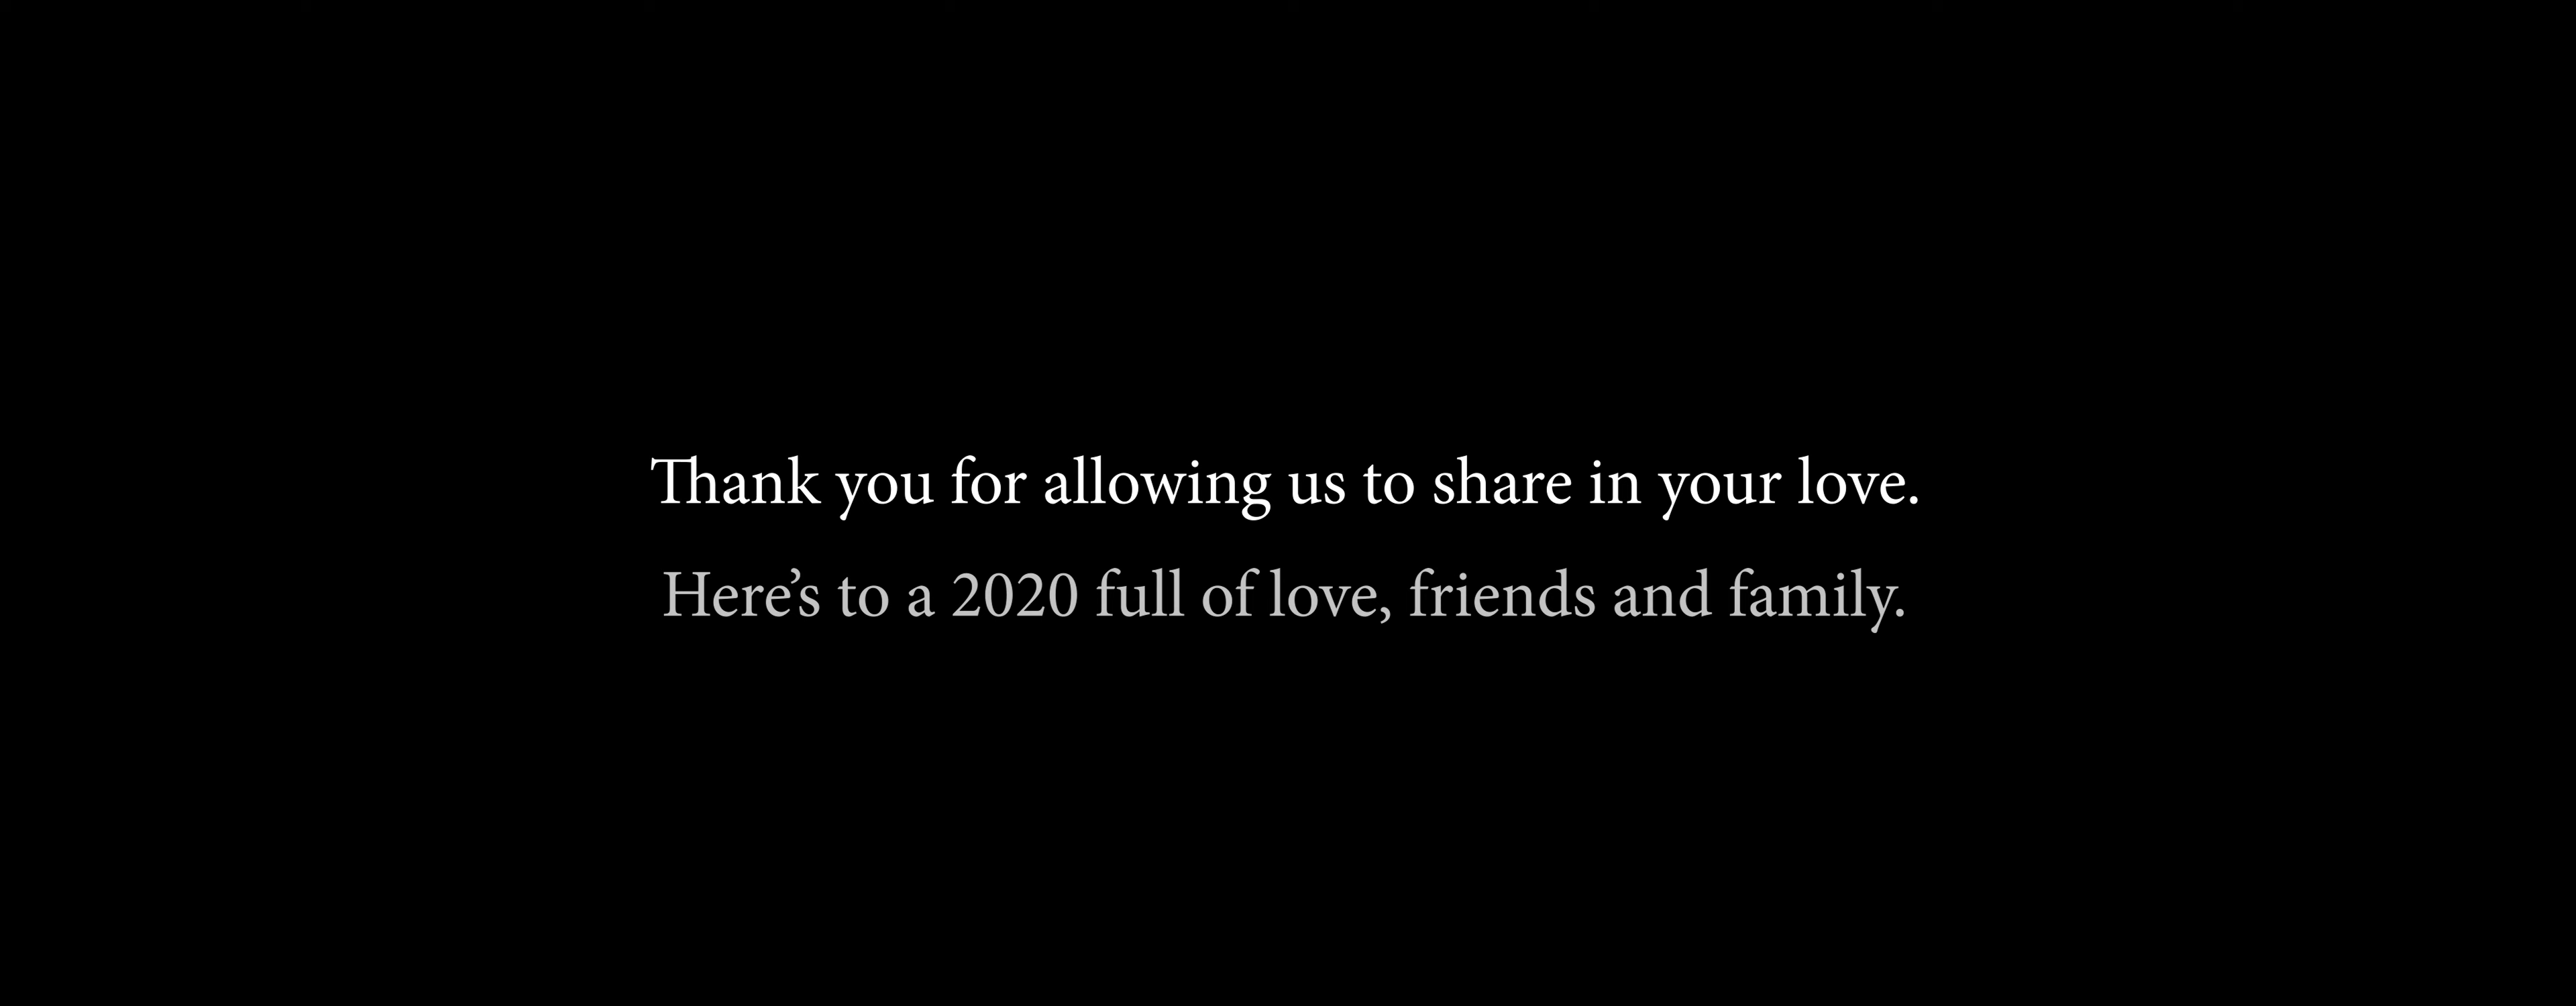 Thank you for allowing us to share in your love.
Here’s to a 2020 full of love, friends and family.